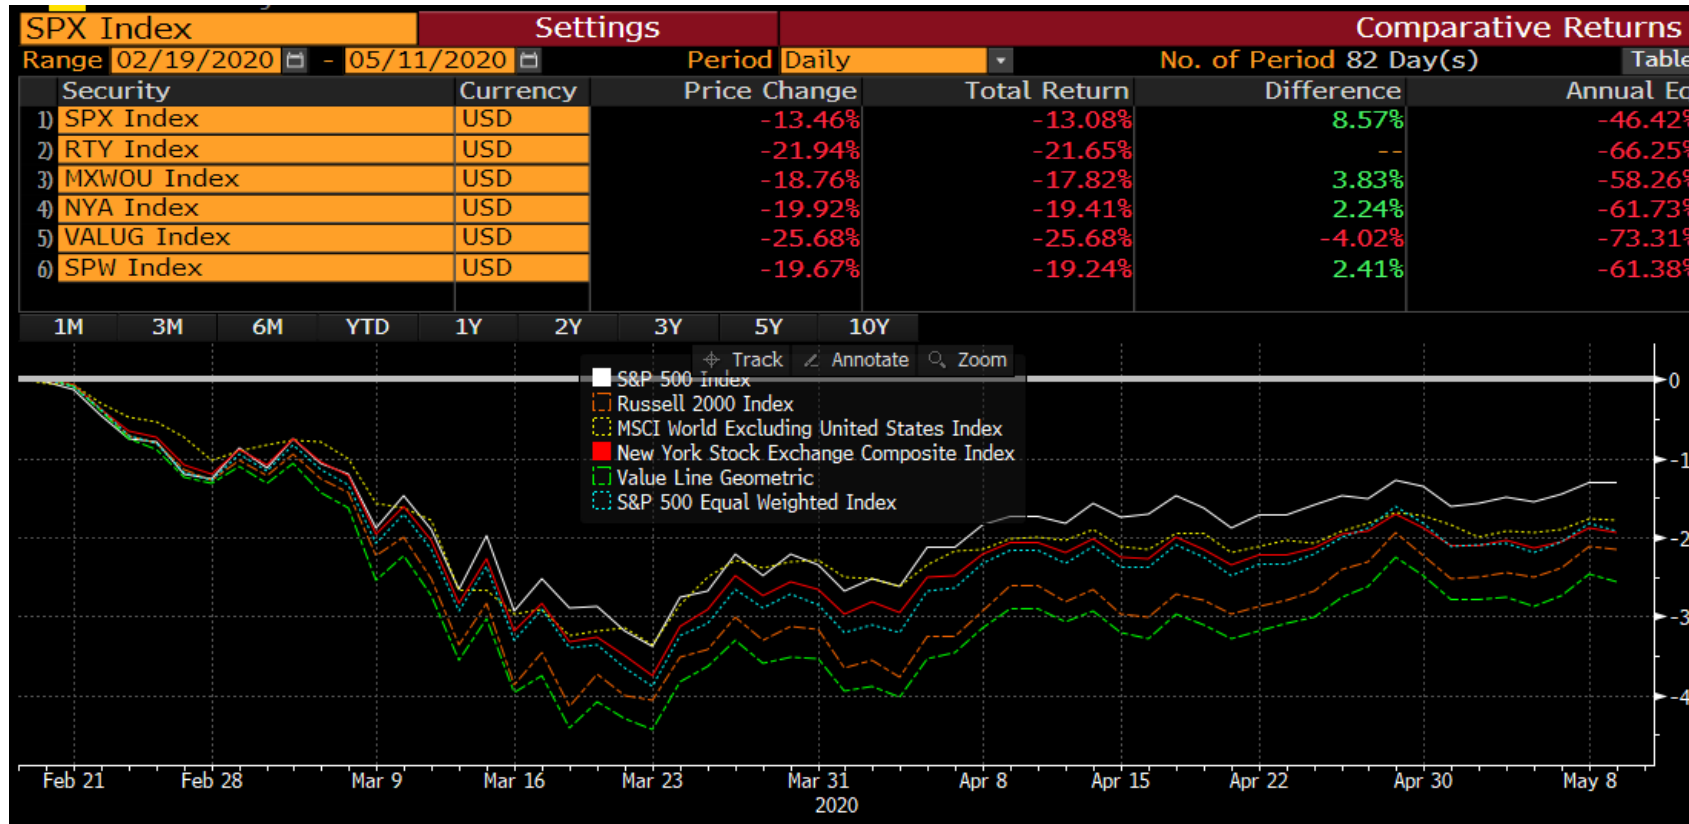 SPX Index Settings Comparative Returns
Range 02/19/2020 - 05/11/2020 Period Daily No. of Period 82 Day(s) Table
Security Currency Price Change Total Return Difference Annual Eq
1) SPX Index USD -13.46% -13.08% 8.57% -46.42%
2) RTY Index USD -21.94% -21.65% -- -66.25%
3) MXWOU Index USD -18.76% -17.82% 3.83% -58.26%
4) NYA Index USD -19.92% -19.41% 2.24% -61.73%
5) VALUG Index USD -25.68% -25.68% -4.02% -73.31%
6) SPW Index USD -19.67% -19.24% 2.41% -61.38%
1M 3M 6M YTD 1Y 2Y 3Y 5Y 10Y
Track Annotate Zoom
S&P 500 Index
Russell 2000 Index
MSCI World Excluding United States Index
New York Stock Exchange Composite Index
Value Line Geometric
S&P 500 Equal Weighted Index
0
-1
-2
-3
-4
Feb 21 Feb 28 Mar 9 Mar 16 Mar 23 Mar 31 Apr 8 Apr 15 Apr 22 Apr 30 May 8
2020